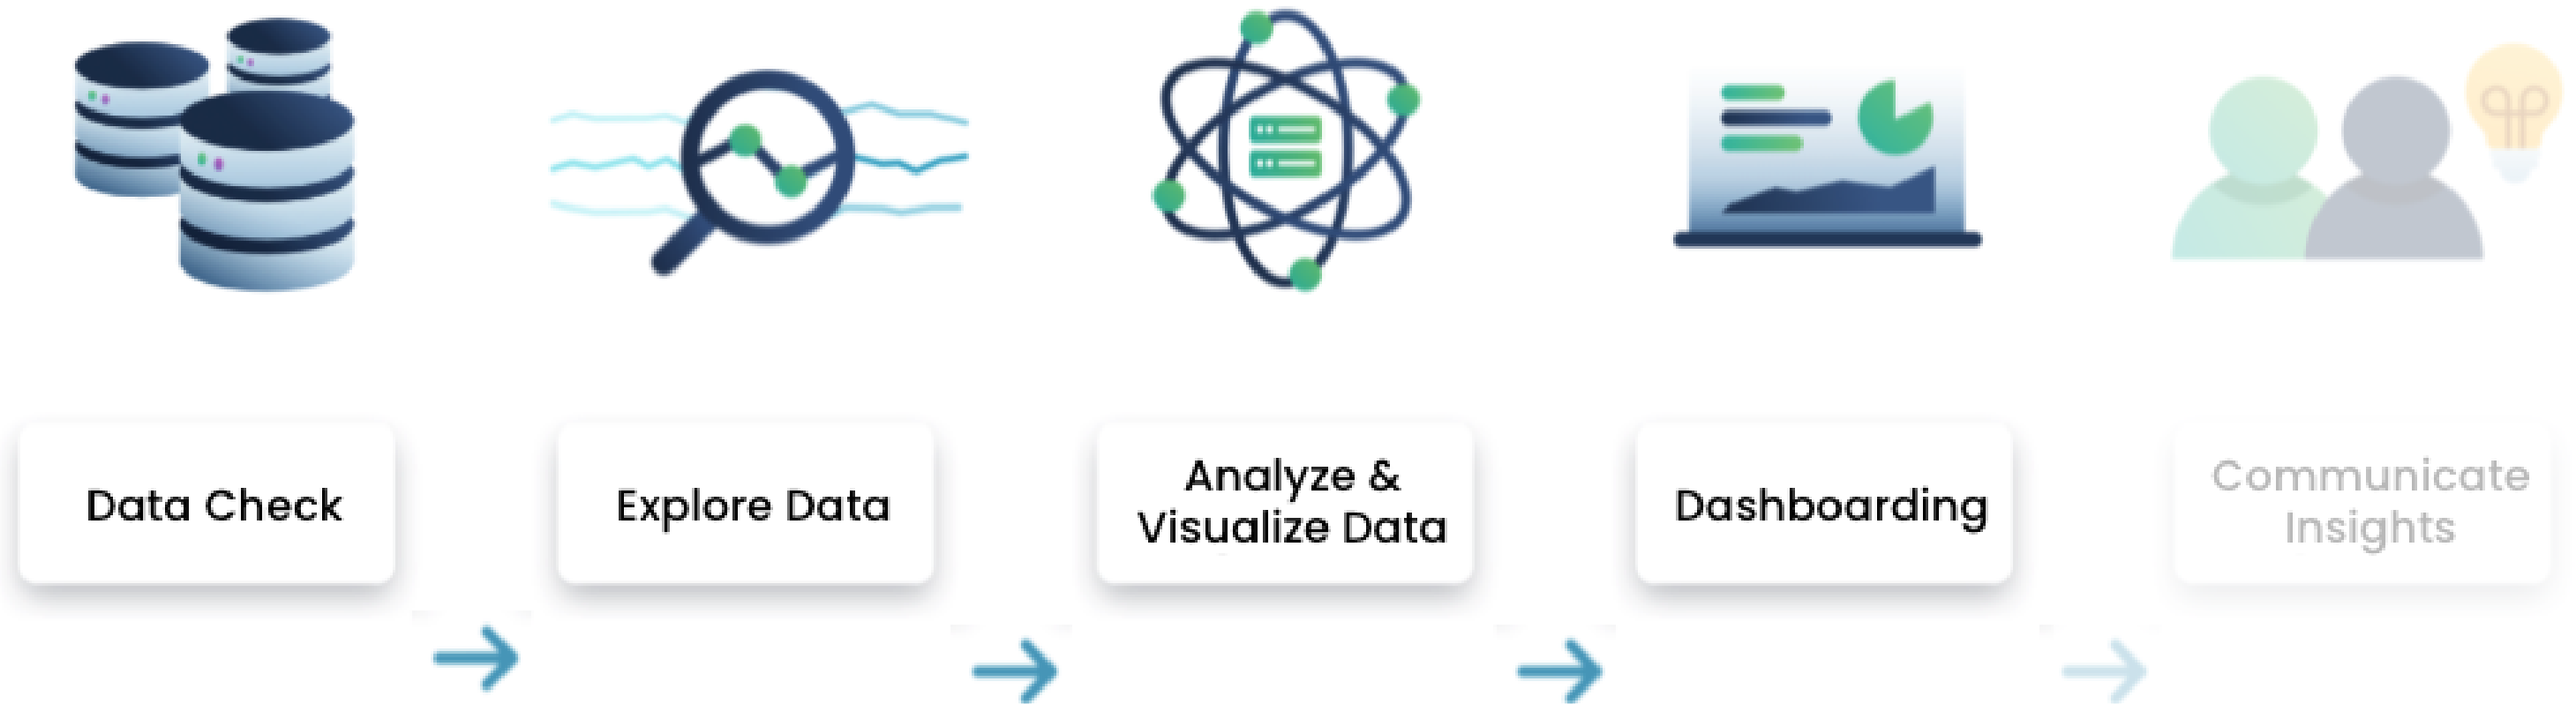 Data Check
Explore Data
Analyze &
Visualize Data
Dashboarding
Communicate
Insights